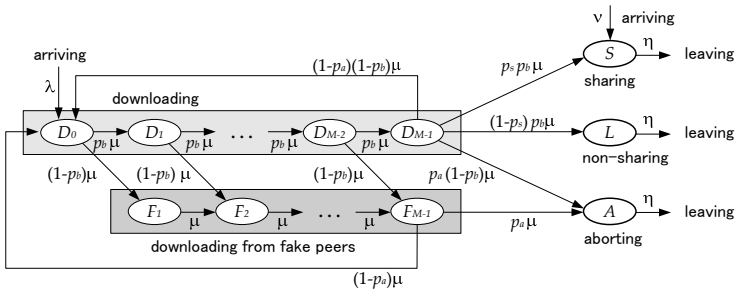 ν arriving
arriving
η
S
leaving
(1-pa)(1-pb)μ
ps pb μ
λ
sharing
downloading
(1-ps) pbμ
η
D0
D1
...
DM-2
DM-1
L
leaving
pb μ
pb μ
pb μ
pb μ
non-sharing
(1-pb)μ
(1-pb) μ
(1-pb)μ
pa (1-pb)μ
η
F1
F2
...
FM-1
A
leaving
μ
μ
μ
paμ
downloading from fake peers
aborting
(1-pa)μ